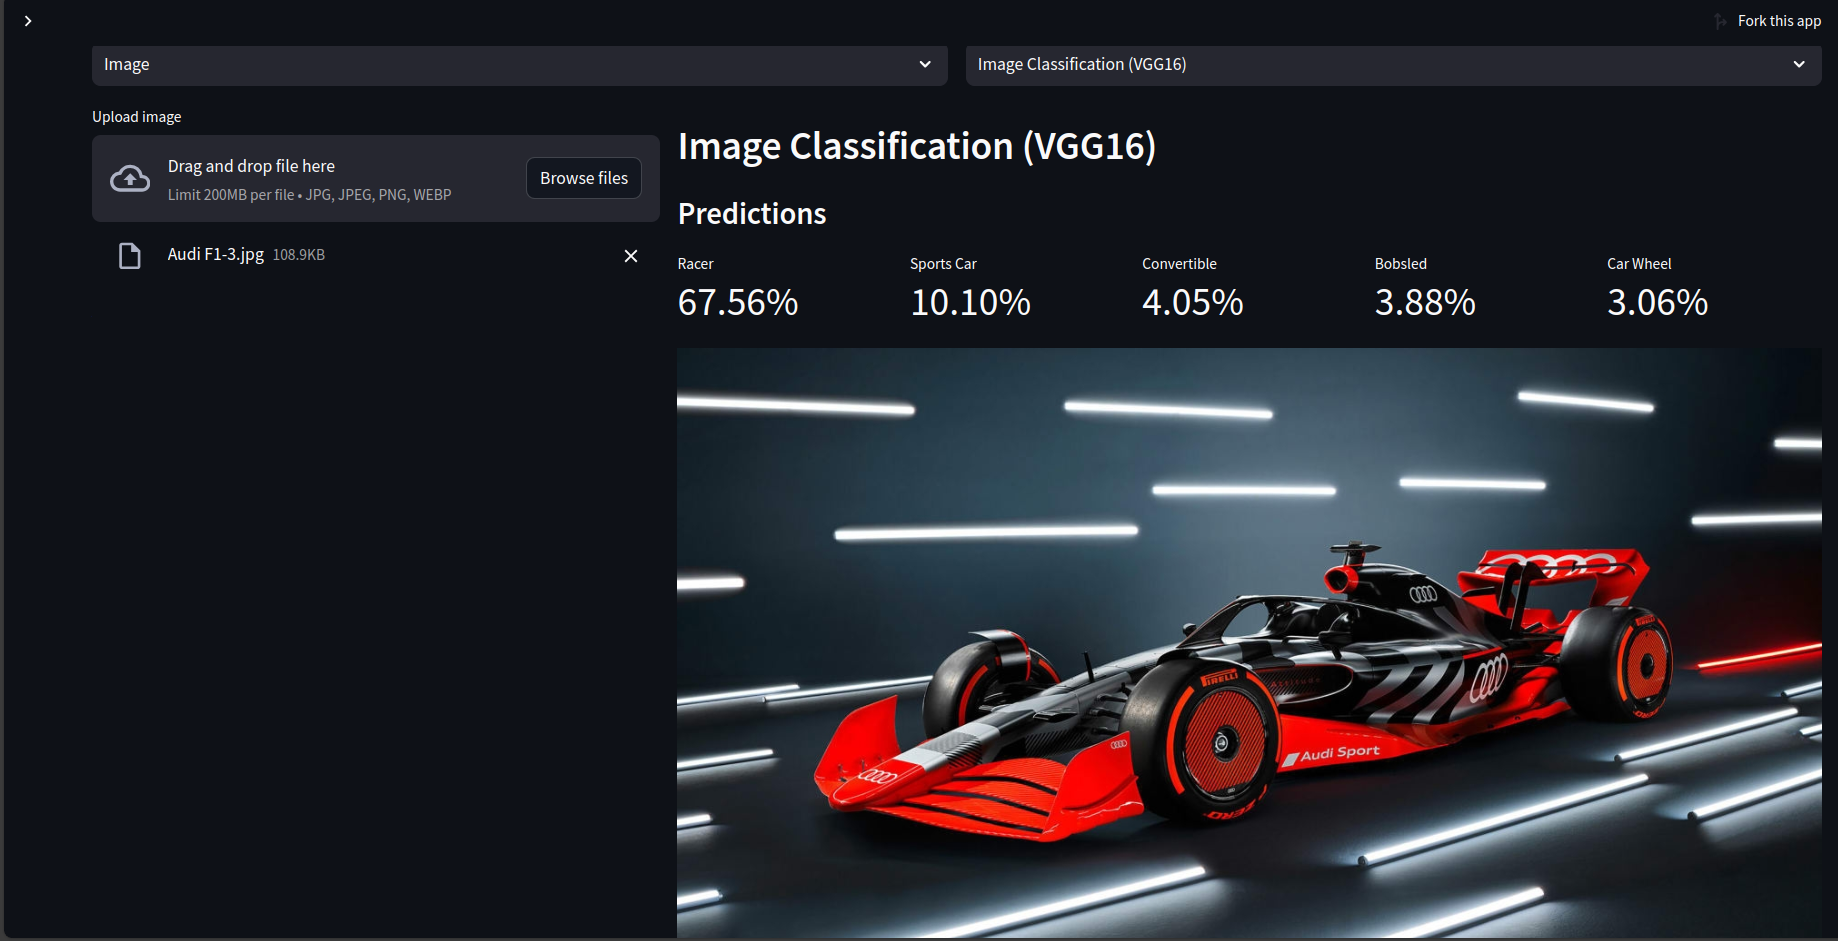 Fork this app
Image
Image Classification (VGG16)
Upload image
Drag and drop file here
Limit 200MB per file • JPG, JPEG, PNG, WEBP
Browse files
Audi F1-3.jpg 108.9KB
Image Classification (VGG16)
Predictions
Racer
67.56%
Sports Car
10.10%
Convertible
4.05%
Bobsled
3.88%
Car Wheel
3.06%
PIRELLI
Audi Sport
ZERO